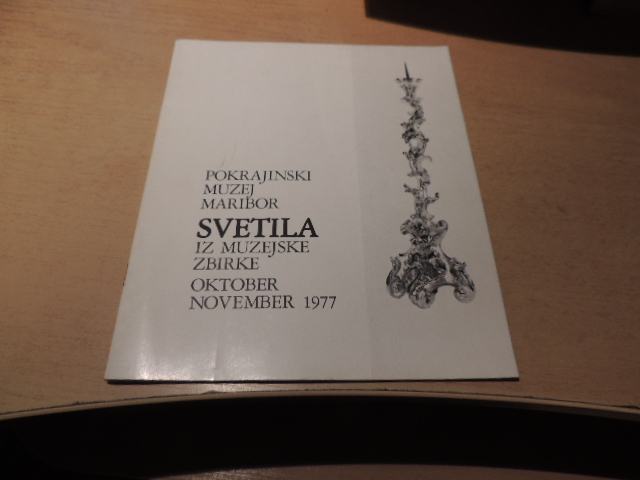 POKRAJINSKI
MUZEJ
MARIBOR
SVETILA
IZ MUZEJSKE
ZBIRKE
OKTOBER
NOVEMBER 1977